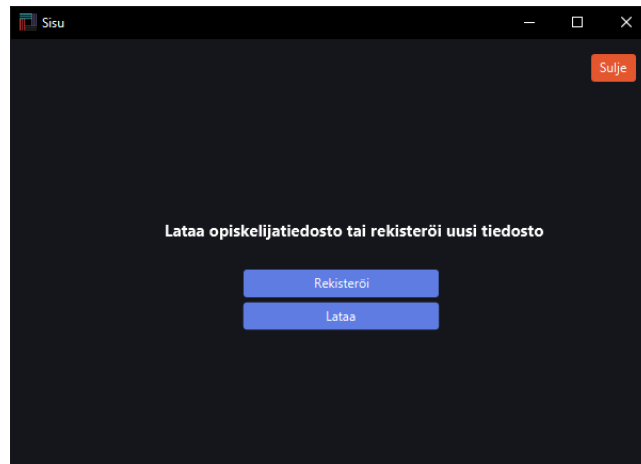 Sisu
Sulje
Lataa opiskelijatiedosto tai rekisteröi uusi tiedosto
Rekisteröi
Lataa